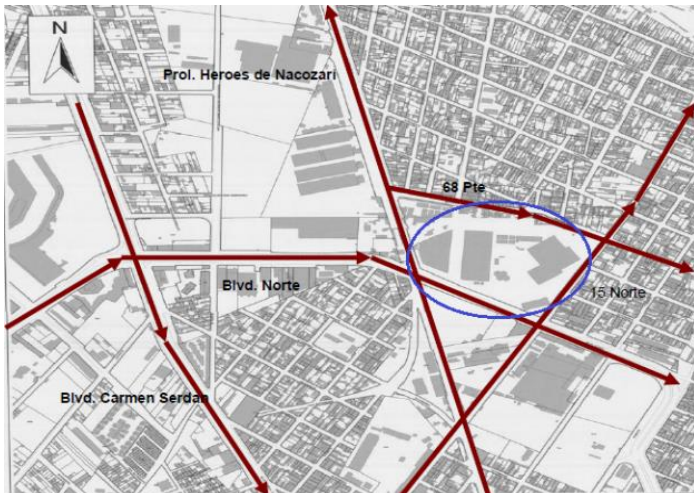 N
Prol. Heroes de Nacozari
68 Pte
Blvd. Norte
15 Norte
Blvd. Carmen Serdan